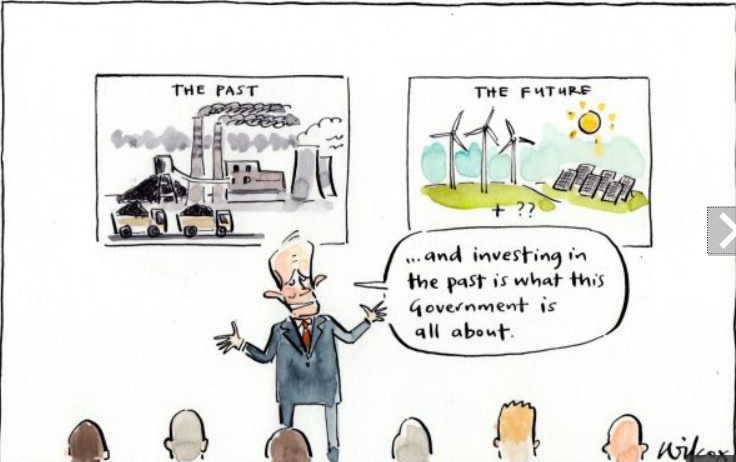 THE PAST
THE FUTURE
+ ??
...and investing in
the past is what this
Government is
all about.
Wilcox